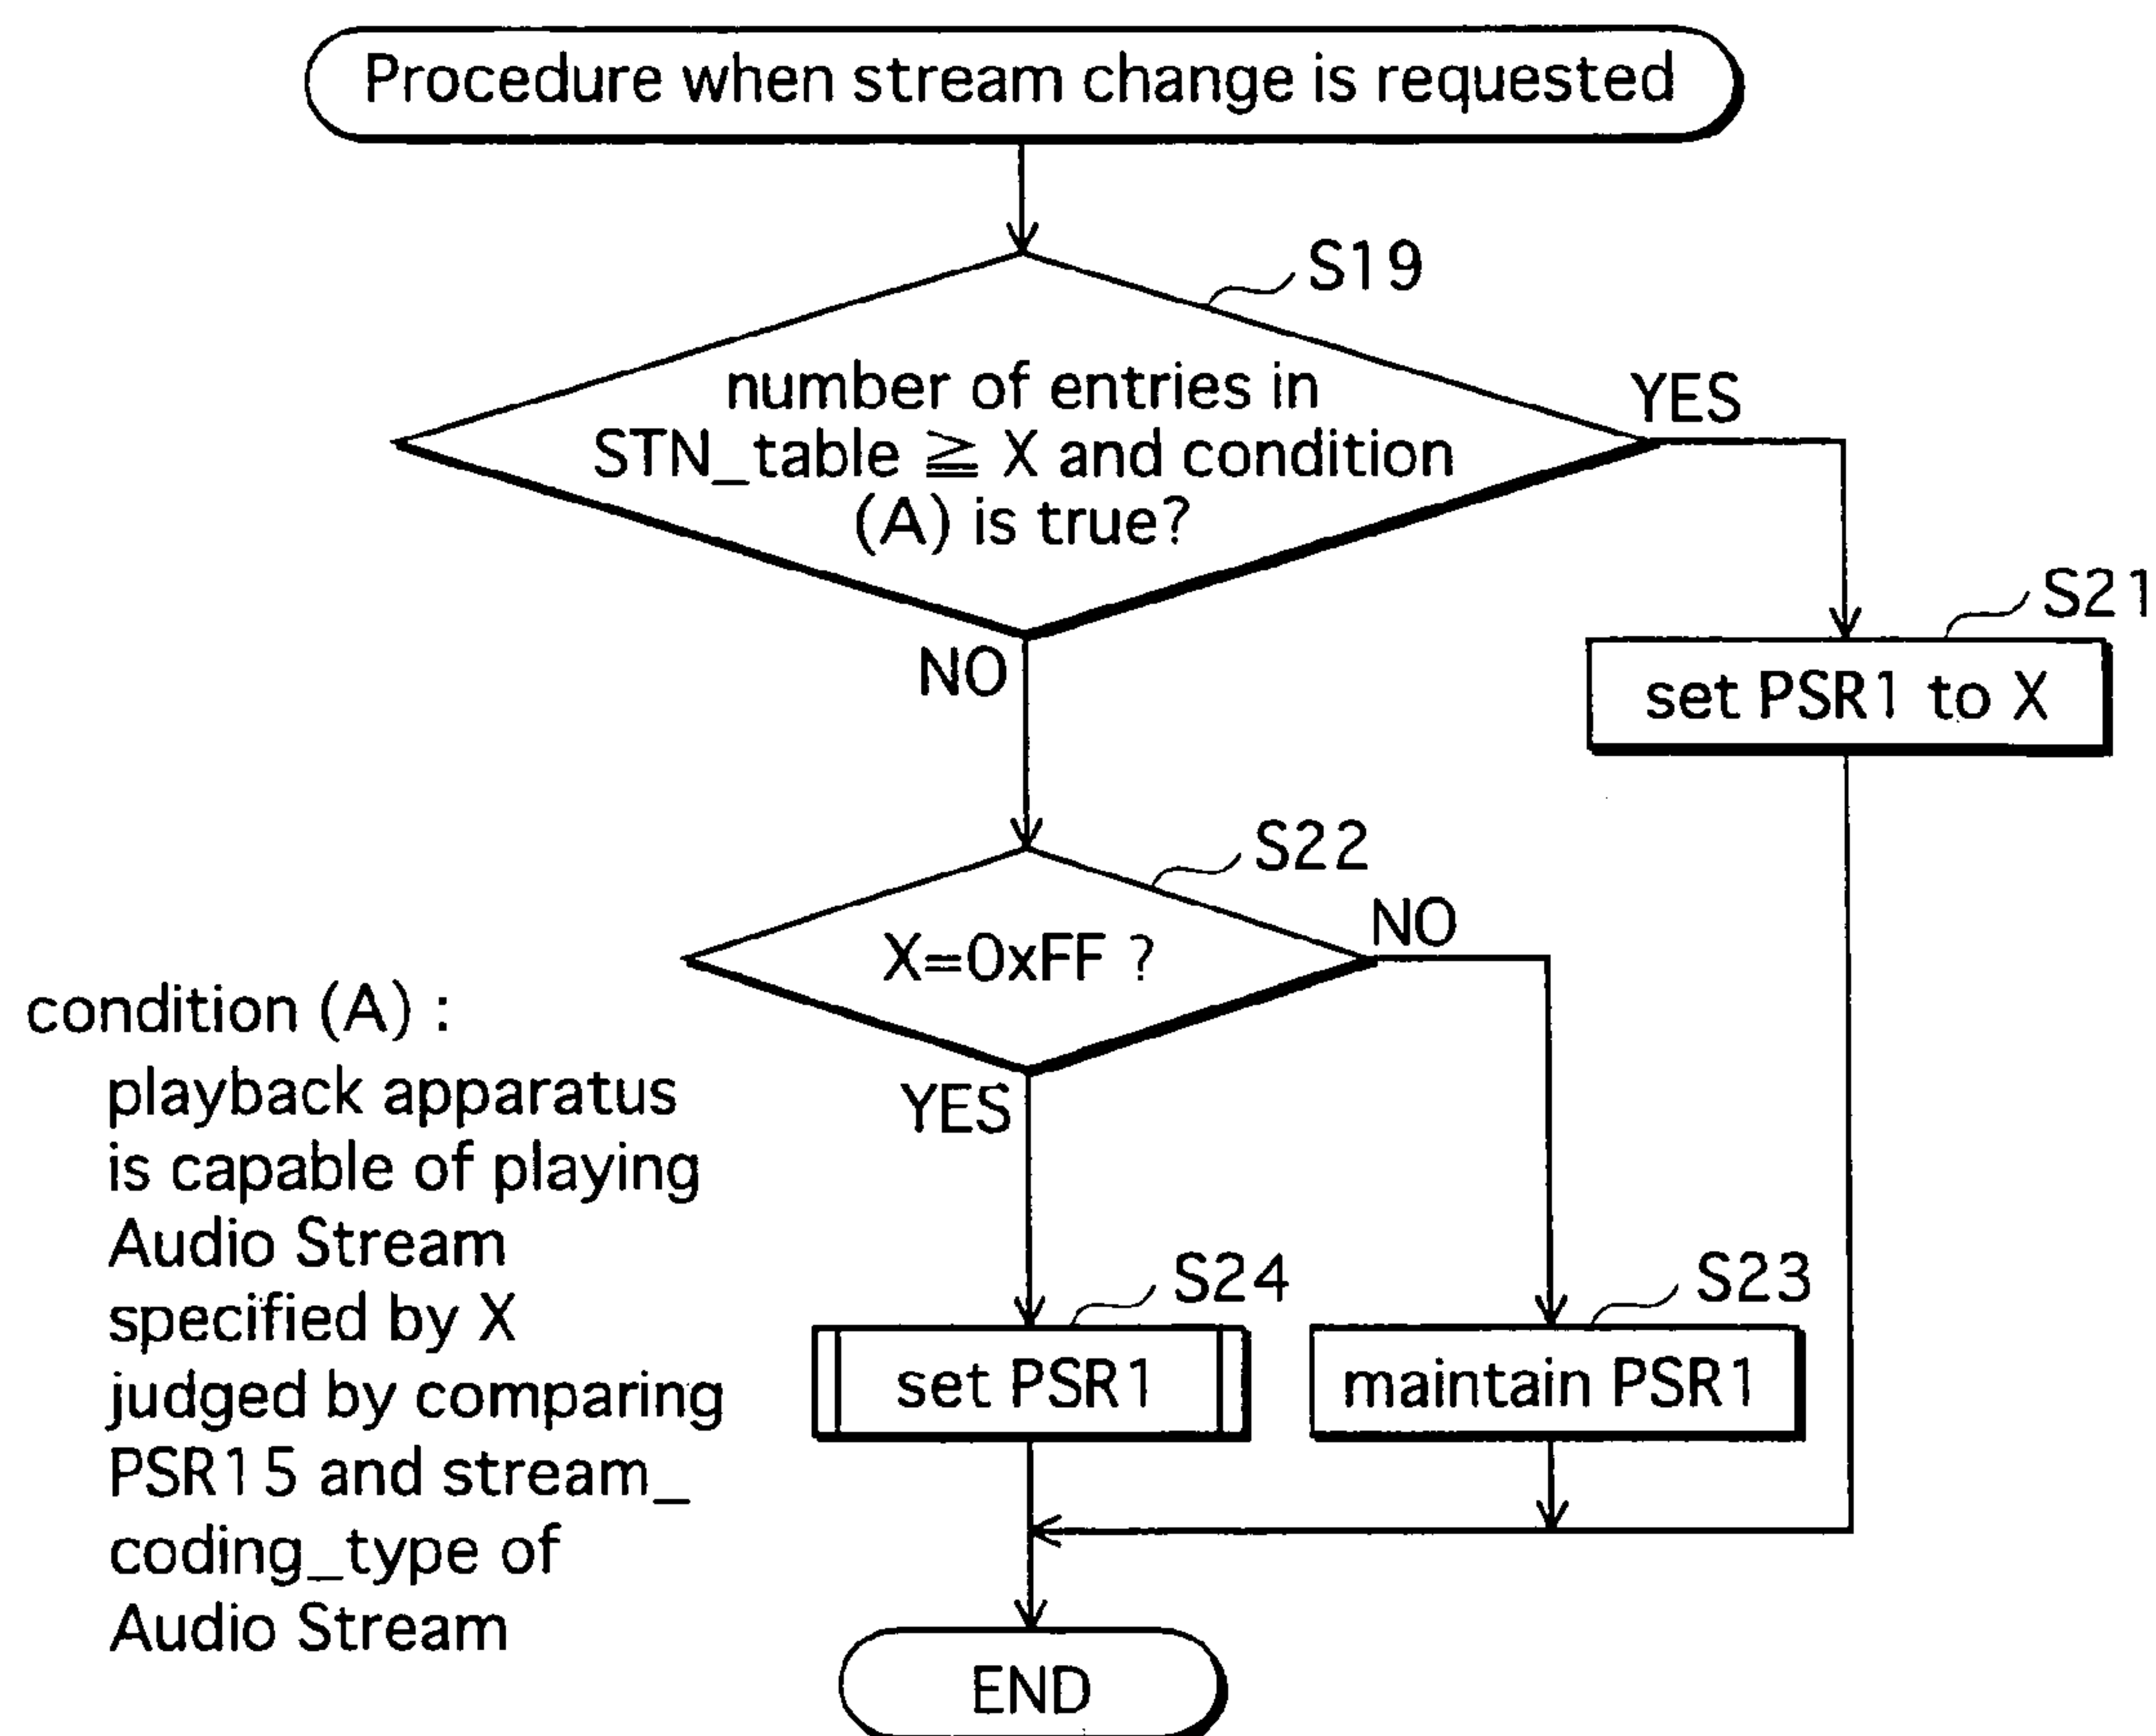 Procedure when stream change is requested
S19
number of entries in
STN_table ≧ X and condition
(A) is true?
YES
NO
S21
set PSR1 to X
S22
X=0xFF ?
NO
YES
condition (A) :
playback apparatus
is capable of playing
Audio Stream
specified by X
judged by comparing
PSR15 and stream_
coding_type of
Audio Stream
S24
set PSR1
S23
maintain PSR1
END